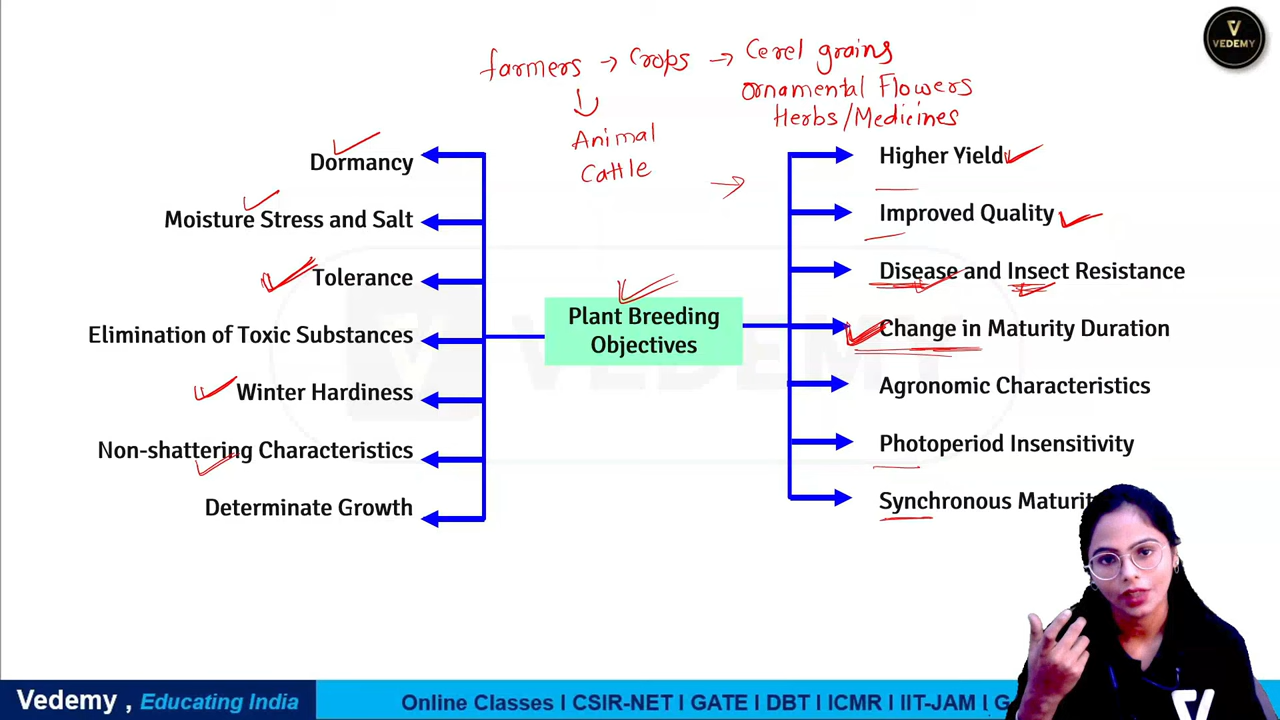 VEDEMY
farmers → Crops → Cerel grains
ornamental Flowers
Herbs/Medicines
Animal
Cattle
Dormancy
Moisture Stress and Salt
Tolerance
Elimination of Toxic Substances
Winter Hardiness
Non-shattering Characteristics
Determinate Growth
Plant Breeding
Objectives
Higher Yield
Improved Quality
Disease and Insect Resistance
Change in Maturity Duration
Agronomic Characteristics
Photoperiod Insensitivity
Synchronous Maturit
VEDEMY
Vedemy , Educating India
Online Classes I CSIR-NET I GATE I DBT I ICMR I IIT-JAM I G